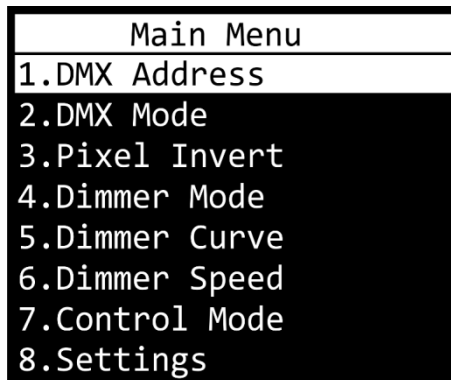 Main Menu
1.DMX Address
2.DMX Mode
3.Pixel Invert
4.Dimmer Mode
5.Dimmer Curve
6.Dimmer Speed
7.Control Mode
8.Settings